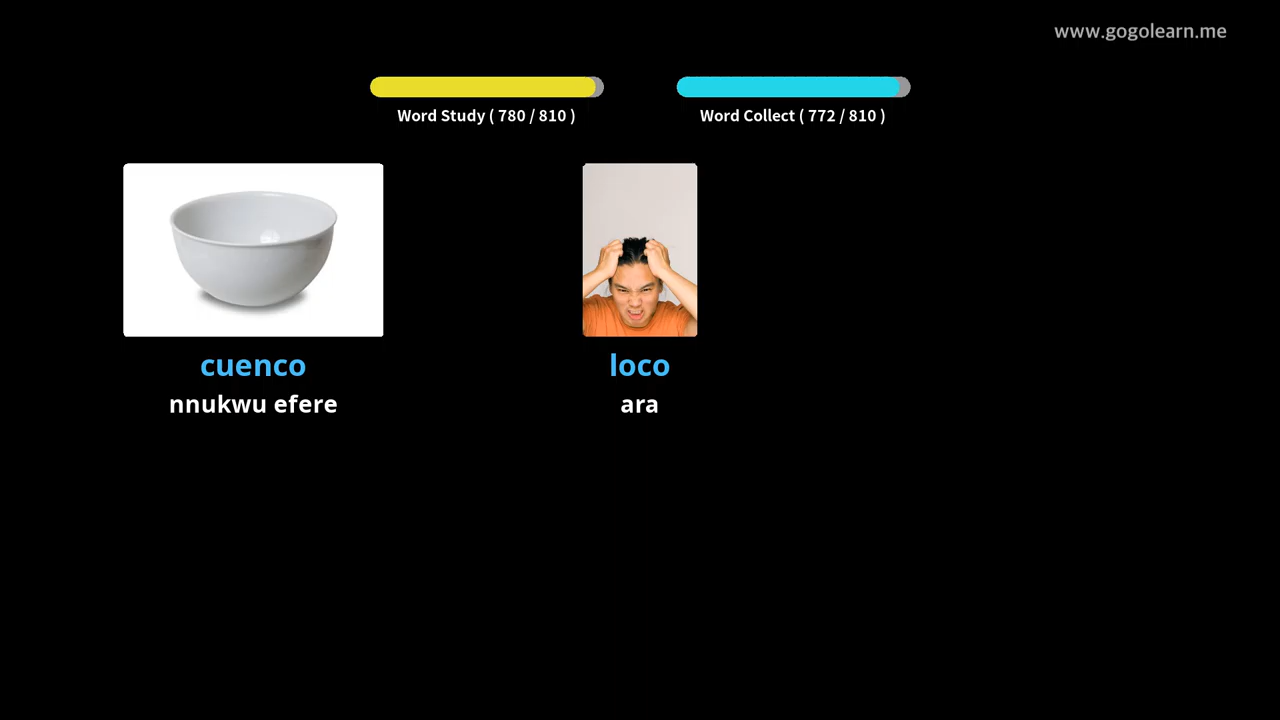 www.gogolearn.me
Word Study ( 780 / 810 )
Word Collect ( 772 / 810 )
cuenco
nnukwu efere
loco
ara